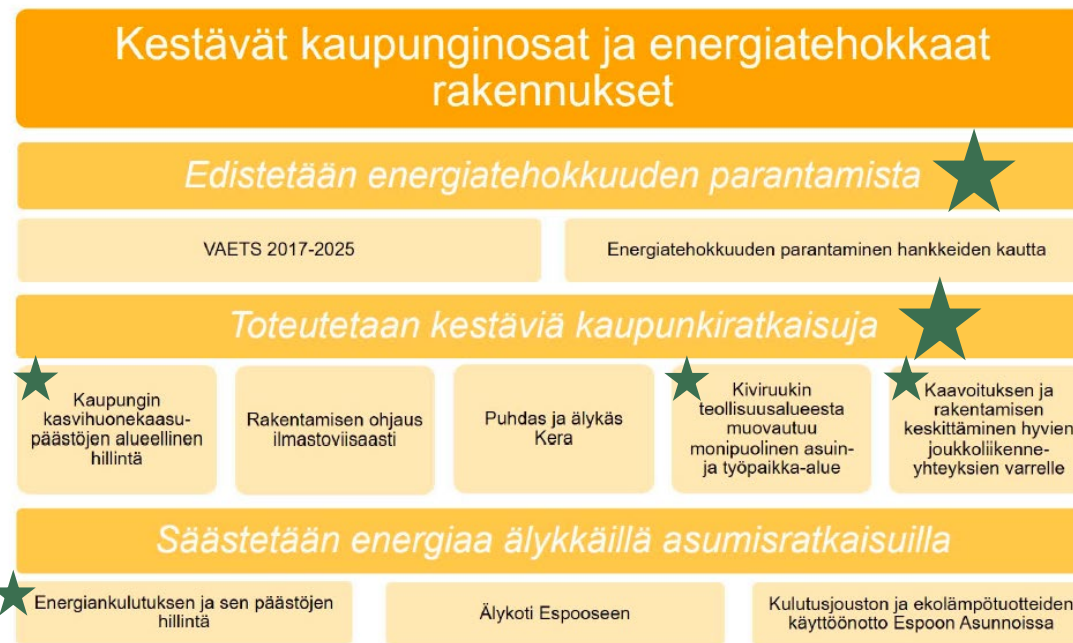 Kestävät kaupunginosat ja energiatehokkaat
rakennukset
Edistetään energiatehokkuuden parantamista
VAETS 2017-2025
Energiatehokkuuden parantaminen hankkeiden kautta
Toteutetaan kestäviä kaupunkiratkaisuja
Kaupungin
kasvihuonekaasu-
päästöjen alueellinen
hillintä
Rakentamisen ohjaus
ilmastoviisaasti
Puhdas ja älykäs
Kera
Kiviruukin
teollisuusalueesta
muovautuu
monipuolinen asuin-
ja työpaikka-alue
Kaavoituksen ja
rakentamisen
keskittäminen hyvien
joukkoliikenne-
yhteyksien varrelle
Säästetään energiaa älykkäillä asumisratkaisuilla
Energiankulutuksen ja sen päästöjen
hillintä
Älykoti Espooseen
Kulutusjouston ja ekolämpötuotteiden
käyttöönotto Espoon Asunnoissa